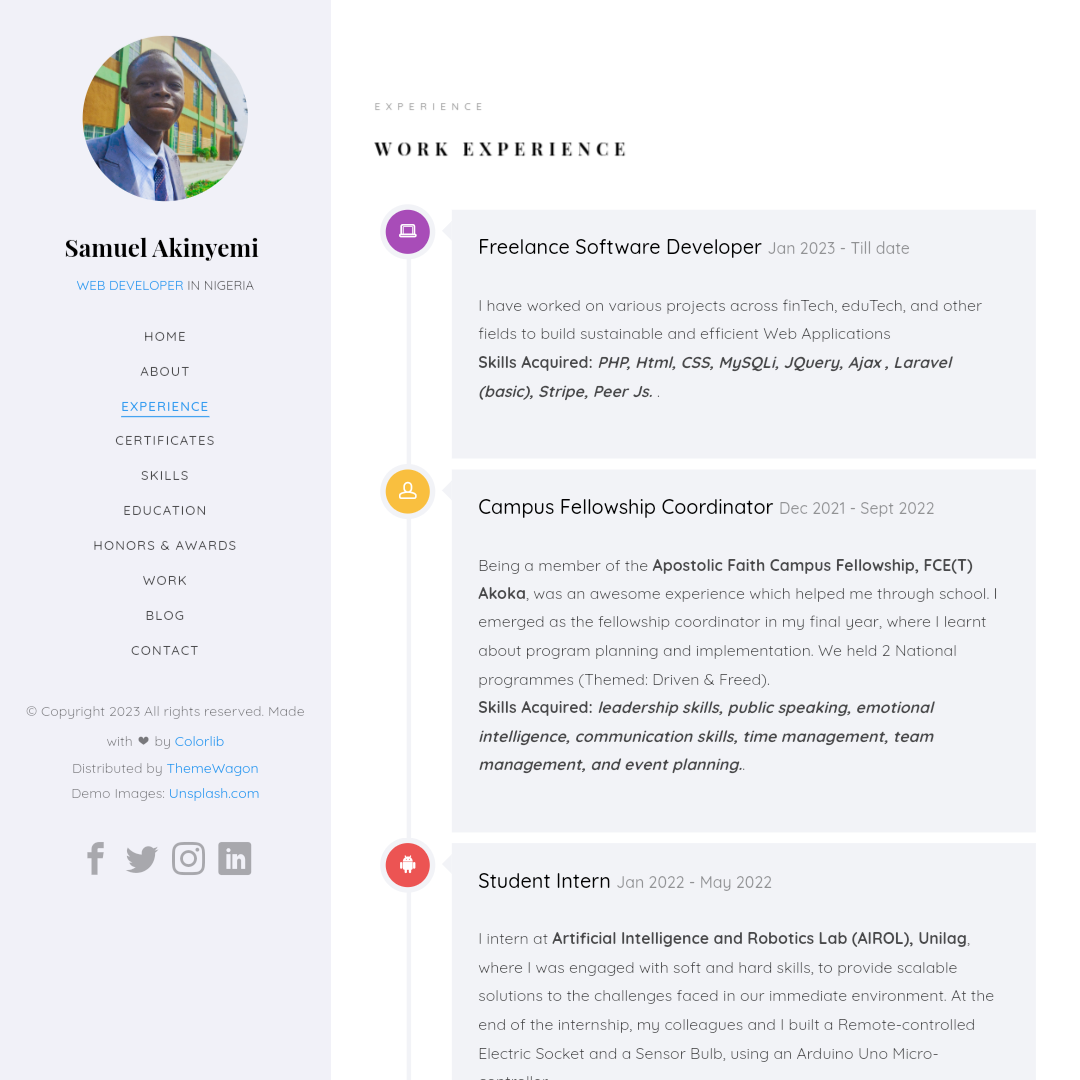 Samuel Akinyemi
WEB DEVELOPER IN NIGERIA
HOME
ABOUT
EXPERIENCE
CERTIFICATES
SKILLS
EDUCATION
HONORS & AWARDS
WORK
BLOG
CONTACT
© Copyright 2023 All rights reserved. Made
with ❤ by Colorlib
Distributed by ThemeWagon
Demo Images: Unsplash.com
EXPERIENCE
WORK EXPERIENCE
Freelance Software Developer Jan 2023 - Till date
I have worked on various projects across finTech, eduTech, and other
fields to build sustainable and efficient Web Applications
Skills Acquired: PHP, Html, CSS, MySQLi, JQuery, Ajax , Laravel
(basic), Stripe, Peer Js. .
Campus Fellowship Coordinator Dec 2021 - Sept 2022
Being a member of the Apostolic Faith Campus Fellowship, FCE(T)
Akoka, was an awesome experience which helped me through school. I
emerged as the fellowship coordinator in my final year, where I learnt
about program planning and implementation. We held 2 National
programmes (Themed: Driven & Freed).
Skills Acquired: leadership skills, public speaking, emotional
intelligence, communication skills, time management, team
management, and event planning..
Student Intern Jan 2022 - May 2022
I intern at Artificial Intelligence and Robotics Lab (AIROL), Unilag,
where I was engaged with soft and hard skills, to provide scalable
solutions to the challenges faced in our immediate environment. At the
end of the internship, my colleagues and I built a Remote-controlled
Electric Socket and a Sensor Bulb, using an Arduino Uno Micro-